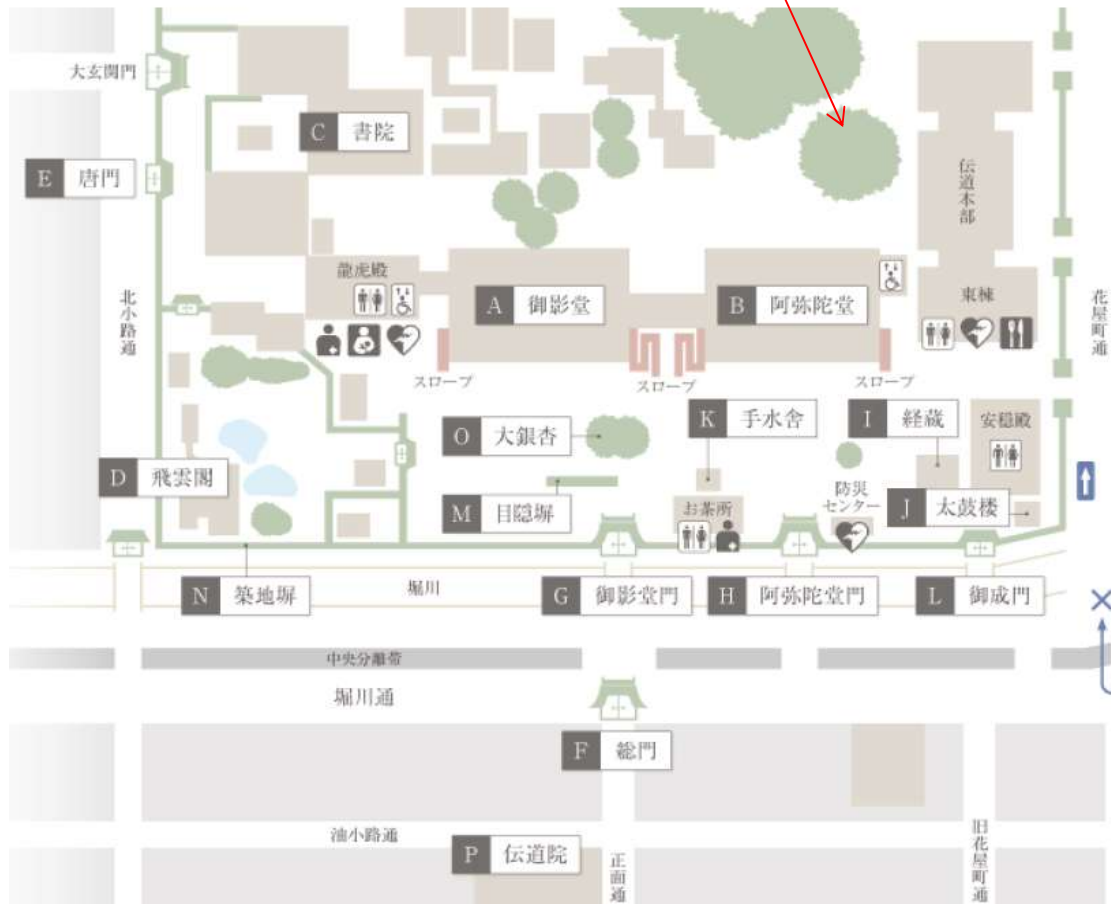 大玄関門
C 書院
E 唐門
伝道本部
龍虎殿
A 御影堂
B 阿弥陀堂
東棟
北小路通
花屋町通
スロープ
スロープ
スロープ
K 手水舎
I 経蔵
安穏殿
O 大銀杏
D 飛雲閣
M 目隠塀
お茶所
防災
センター
J 太鼓楼
N 築地塀
堀川
G 御影堂門
H 阿弥陀堂門
L 御成門
中央分離帯
堀川通
F 総門
油小路通
P 伝道院
正面通
旧花屋町通